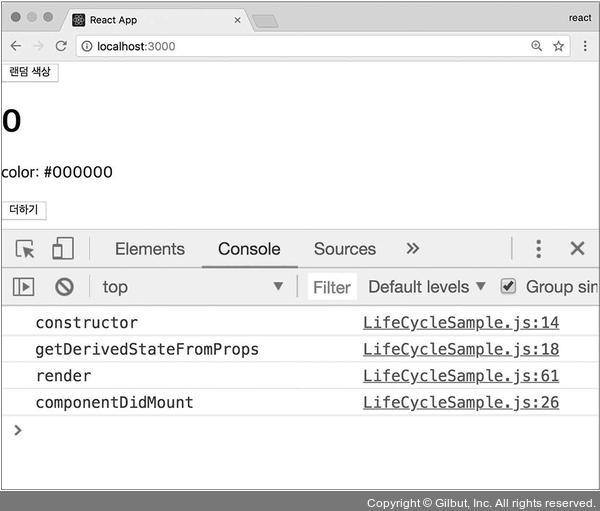 React App
react
localhost:3000
랜덤 색상
0
color: #000000
더하기
Elements Console Sources
top Filter Default levels Group sin
constructor LifeCycleSample.js:14
getDerivedStateFromProps LifeCycleSample.js:18
render LifeCycleSample.js:61
componentDidMount LifeCycleSample.js:26
Copyright © Gilbut, Inc. All rights reserved.